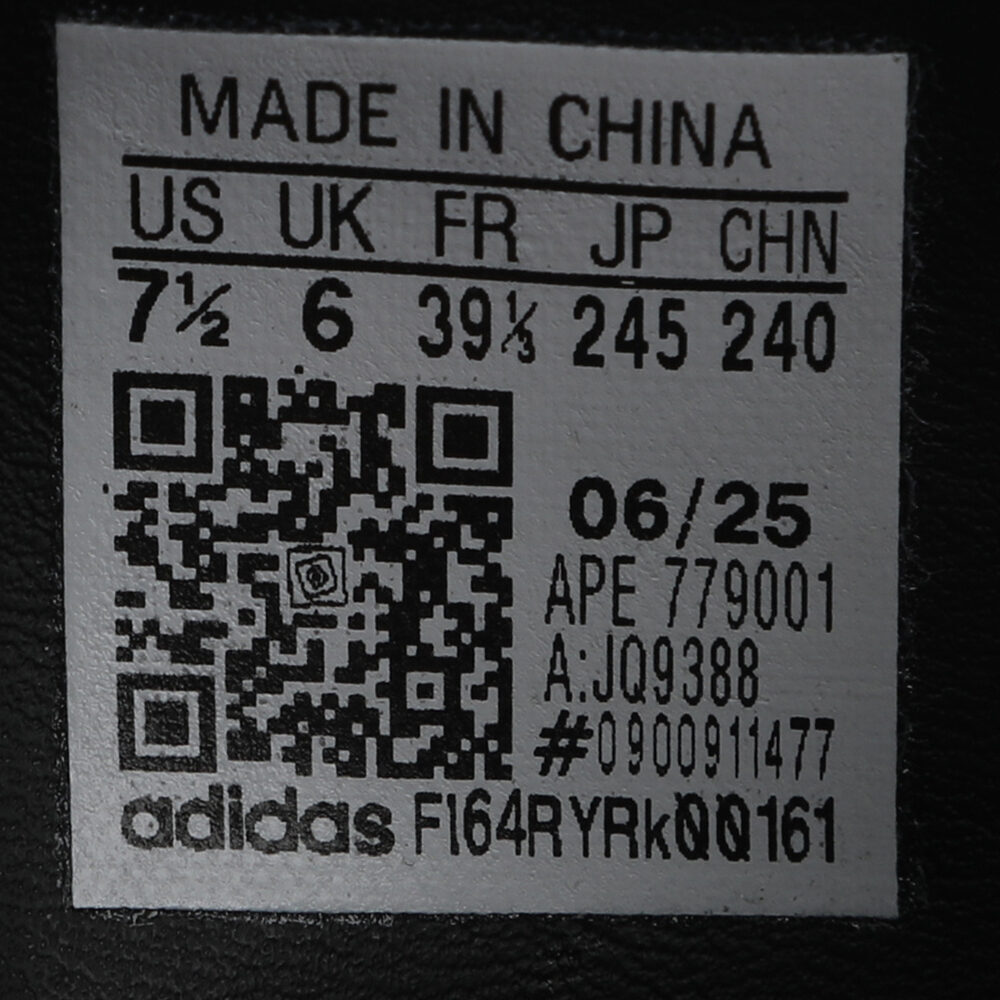 MADE IN CHINA
US UK FR JP CHN
7½ 6 39⅓ 245 240
06/25
APE 779001
A:JQ9388
#0900911477
adidas FI64RYRk00161